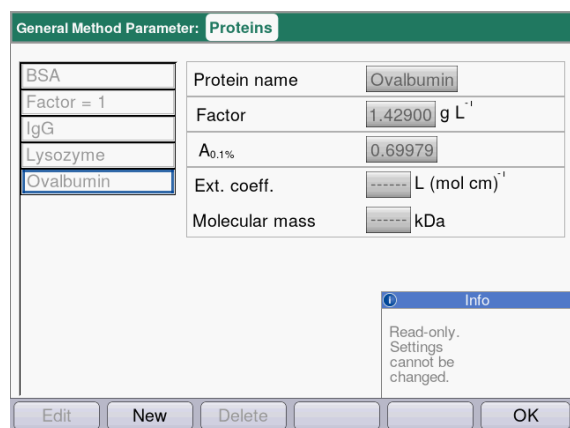 General Method Parameter: Proteins
BSA
Factor = 1
IgG
Lysozyme
Ovalbumin
Protein name Ovalbumin
Factor 1.42900 g L⁻¹
A0.1% 0.69979
Ext. coeff. ------ L (mol cm)⁻¹
Molecular mass ------ kDa
Info
Read-only.
Settings
cannot be
changed.
Edit New Delete OK